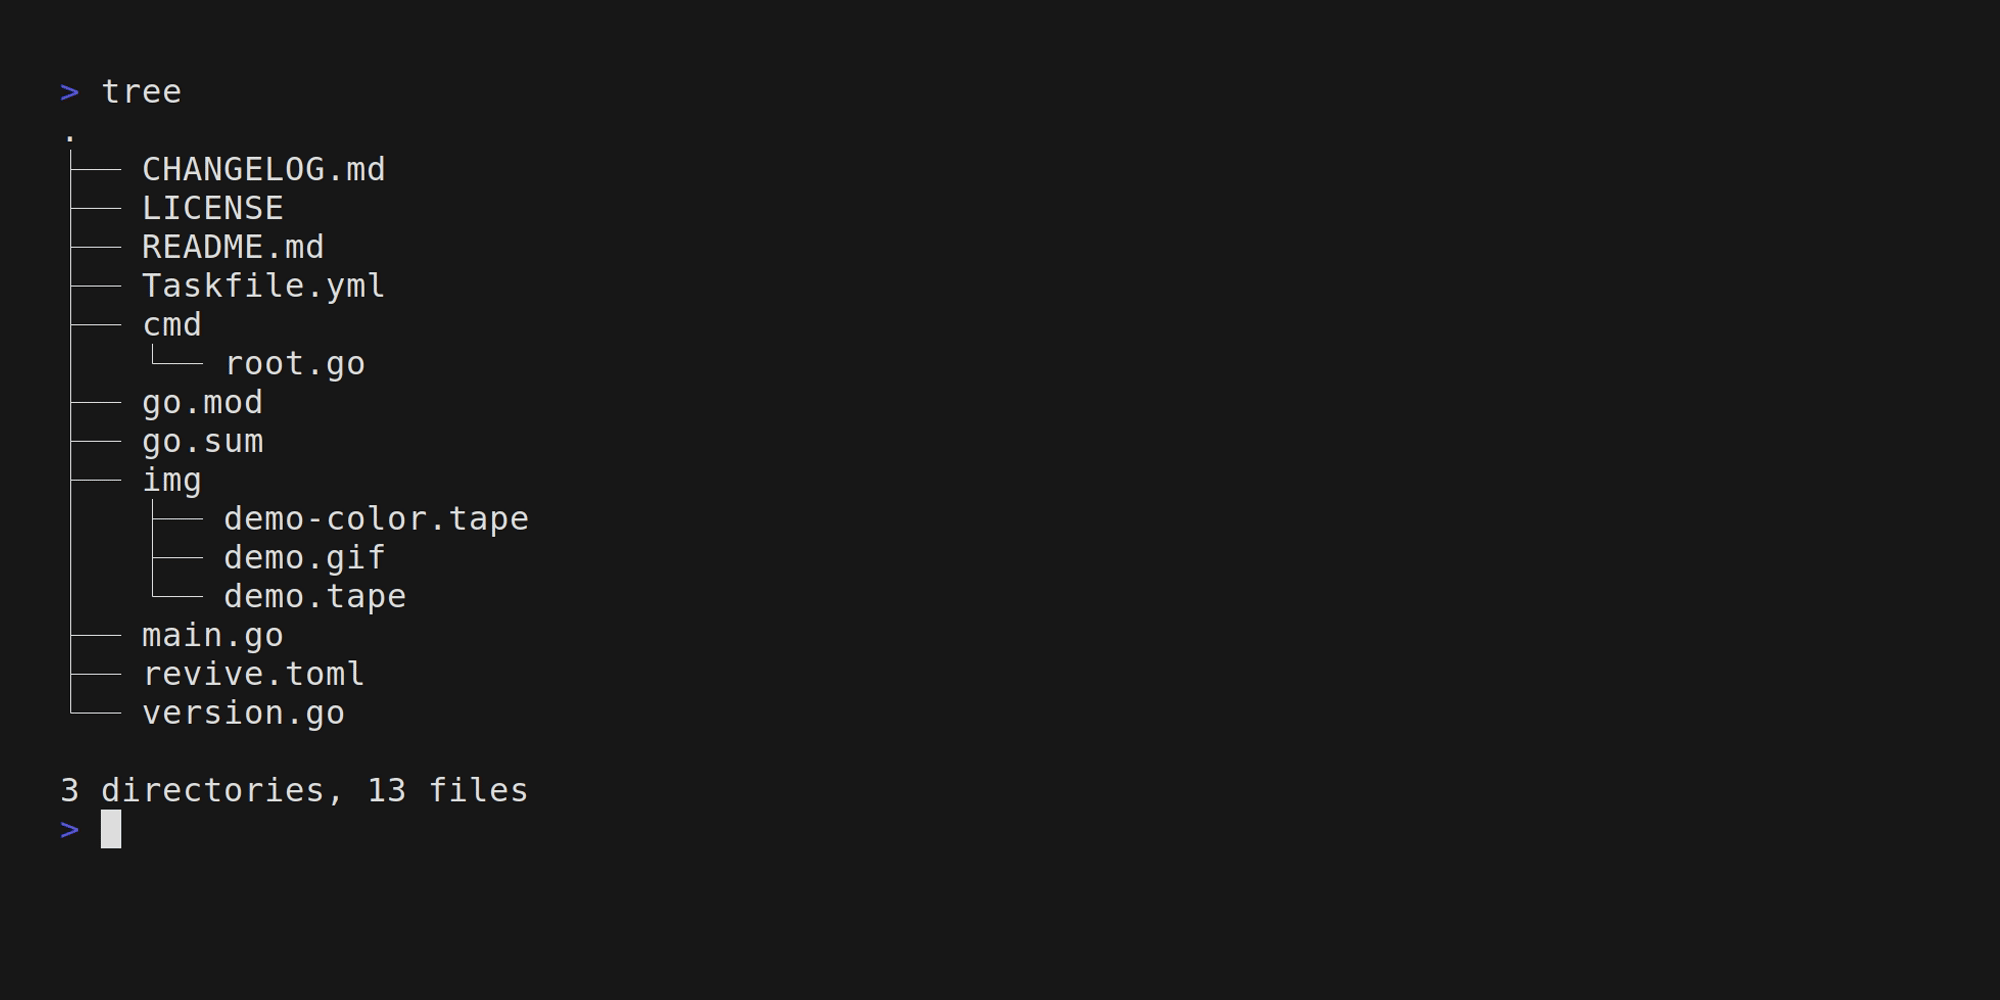 > tree
.
├── CHANGELOG.md
├── LICENSE
├── README.md
├── Taskfile.yml
├── cmd
│   └── root.go
├── go.mod
├── go.sum
├── img
│   ├── demo-color.tape
│   ├── demo.gif
│   └── demo.tape
├── main.go
├── revive.toml
└── version.go

3 directories, 13 files
>